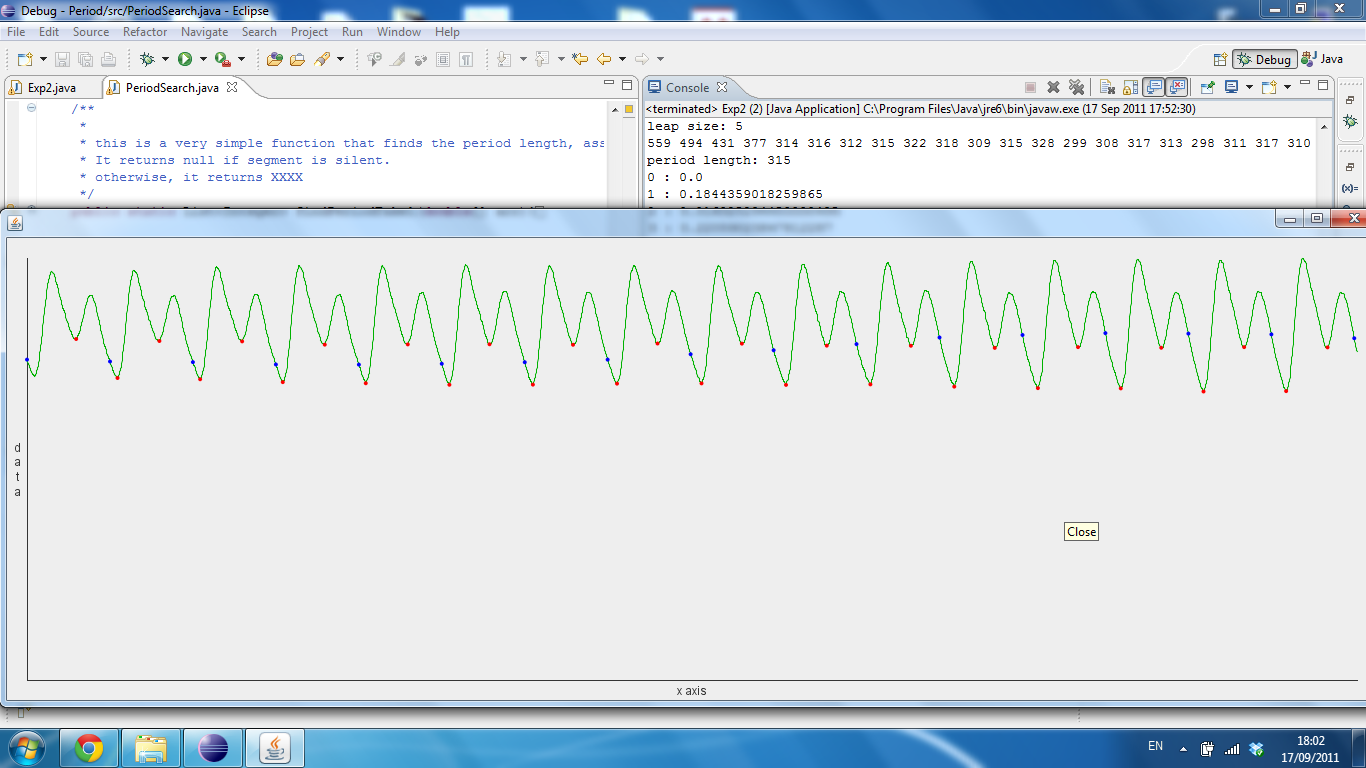 Debug - Period/src/PeriodSearch.java - Eclipse
File Edit Source Refactor Navigate Search Project Run Window Help
Debug Java
Exp2.java PeriodSearch.java
/**
*
* this is a very simple function that finds the period length, ass
* It returns null if segment is silent.
* otherwise, it returns XXXX
*/
Console
<terminated> Exp2 (2) [Java Application] C:\Program Files\Java\jre6\bin\javaw.exe (17 Sep 2011 17:52:30)
leap size: 5
559 494 431 377 314 316 312 315 322 318 309 315 328 299 308 317 313 298 311 317 310
period length: 315
0 : 0.0
1 : 0.1844359018259865
(x)=
data
Close
x axis
EN
18:02
17/09/2011